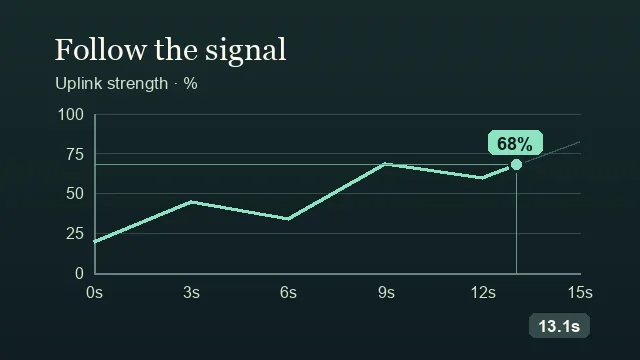 Follow the signal
Uplink strength · %
100
75
68%
50
25
0
0s 3s 6s 9s 12s 15s
13.1s